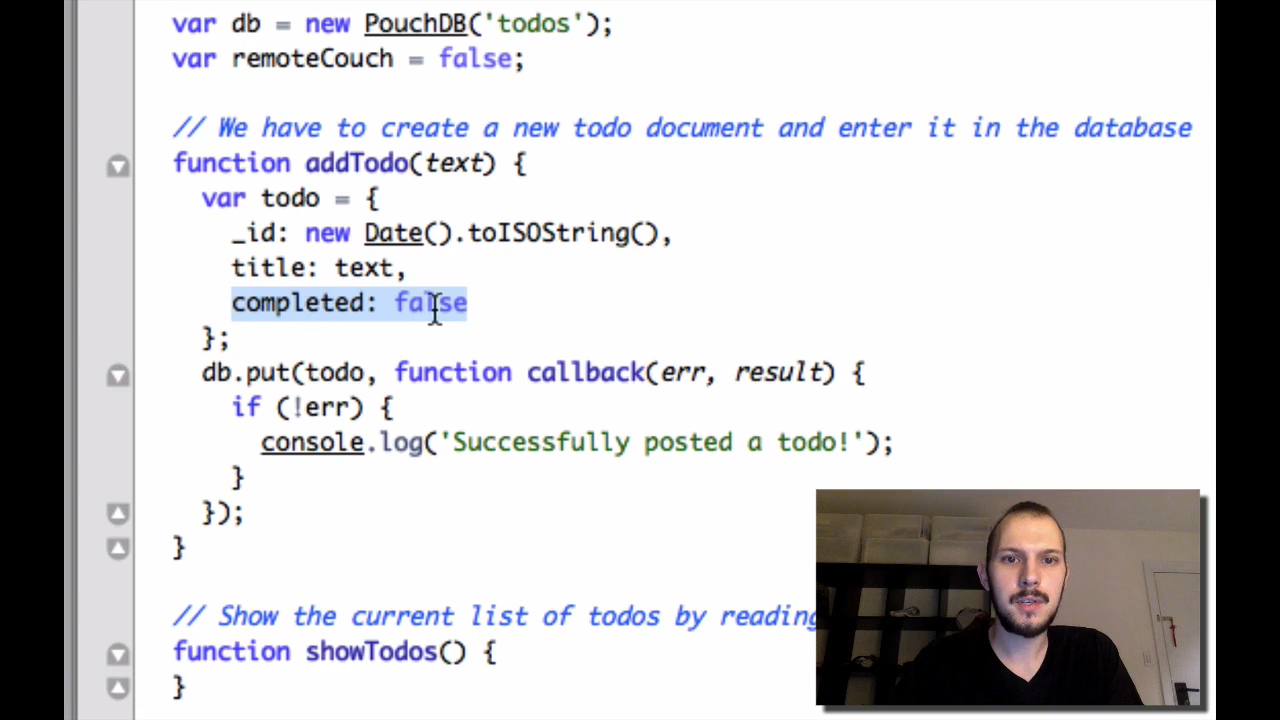 var db = new PouchDB('todos');
var remoteCouch = false;
// We have to create a new todo document and enter it in the database
function addTodo(text) {
var todo = {
_id: new Date().toISOString(),
title: text,
completed: false
};
db.put(todo, function callback(err, result) {
if (!err) {
console.log('Successfully posted a todo!');
}
});
}
// Show the current list of todos by reading
function showTodos() {
}